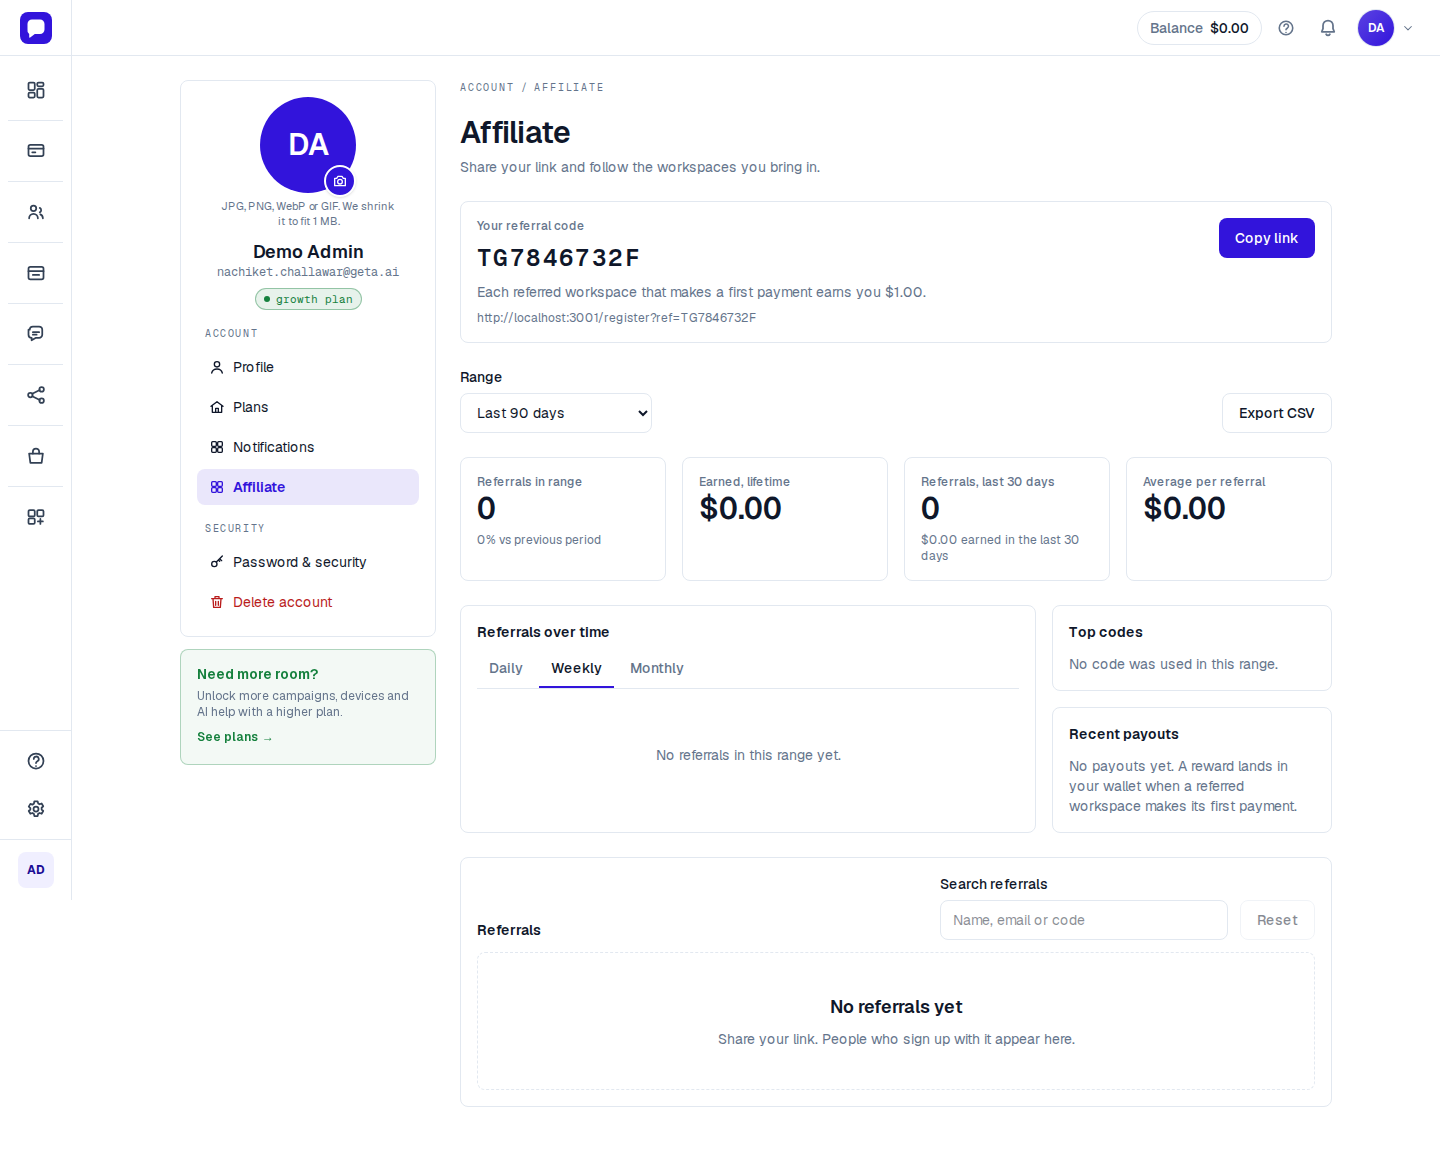 Balance $0.00
DA
DA
JPG, PNG, WebP or GIF. We shrink
it to fit 1 MB.
Demo Admin
nachiket.challawar@geta.ai
growth plan
ACCOUNT
Profile
Plans
Notifications
Affiliate
SECURITY
Password & security
Delete account
Need more room?
Unlock more campaigns, devices and
AI help with a higher plan.
See plans →
AD
ACCOUNT / AFFILIATE
Affiliate
Share your link and follow the workspaces you bring in.
Your referral code
TG7846732F
Copy link
Each referred workspace that makes a first payment earns you $1.00.
http://localhost:3001/register?ref=TG7846732F
Range
Last 90 days
Export CSV
Referrals in range
0
0% vs previous period
Earned, lifetime
$0.00
Referrals, last 30 days
0
$0.00 earned in the last 30
days
Average per referral
$0.00
Referrals over time
Daily Weekly Monthly
No referrals in this range yet.
Top codes
No code was used in this range.
Recent payouts
No payouts yet. A reward lands in
your wallet when a referred
workspace makes its first payment.
Referrals
Search referrals
Name, email or code
Reset
No referrals yet
Share your link. People who sign up with it appear here.